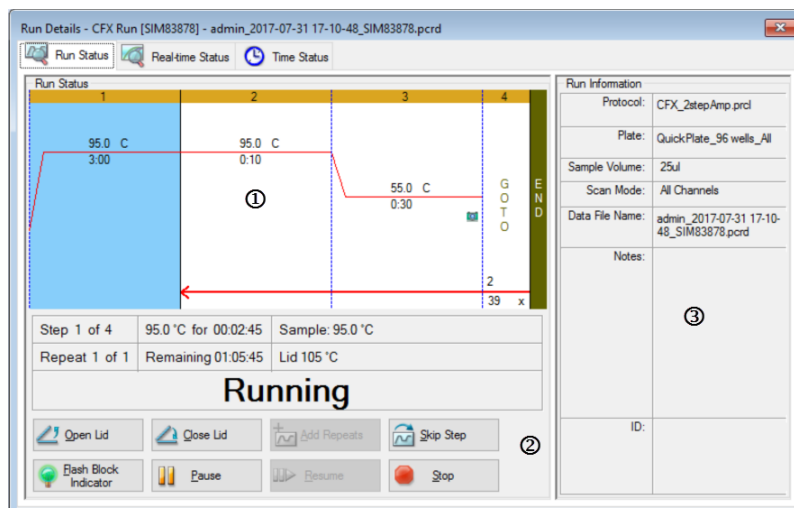 Run Details - CFX Run [SIM83878] - admin_2017-07-31 17-10-48_SIM83878.pcrd
Run Status
Real-time Status
Time Status
Run Status
1 2 3 4
95.0 C
3:00
95.0 C
0:10
55.0 C
0:30
GOTO
END
①
2
39 x
Step 1 of 4
95.0 °C for 00:02:45
Sample: 95.0 °C
Repeat 1 of 1
Remaining 01:05:45
Lid 105 °C
Running
Open Lid
Close Lid
Add Repeats
Skip Step
②
Flash Block
Indicator
Pause
Resume
Stop
Run Information
Protocol: CFX_2stepAmp.prcl
Plate: QuickPlate_96 wells_All
Sample Volume: 25ul
Scan Mode: All Channels
Data File Name: admin_2017-07-31 17-10-
48_SIM83878.pcrd
Notes:
③
ID: